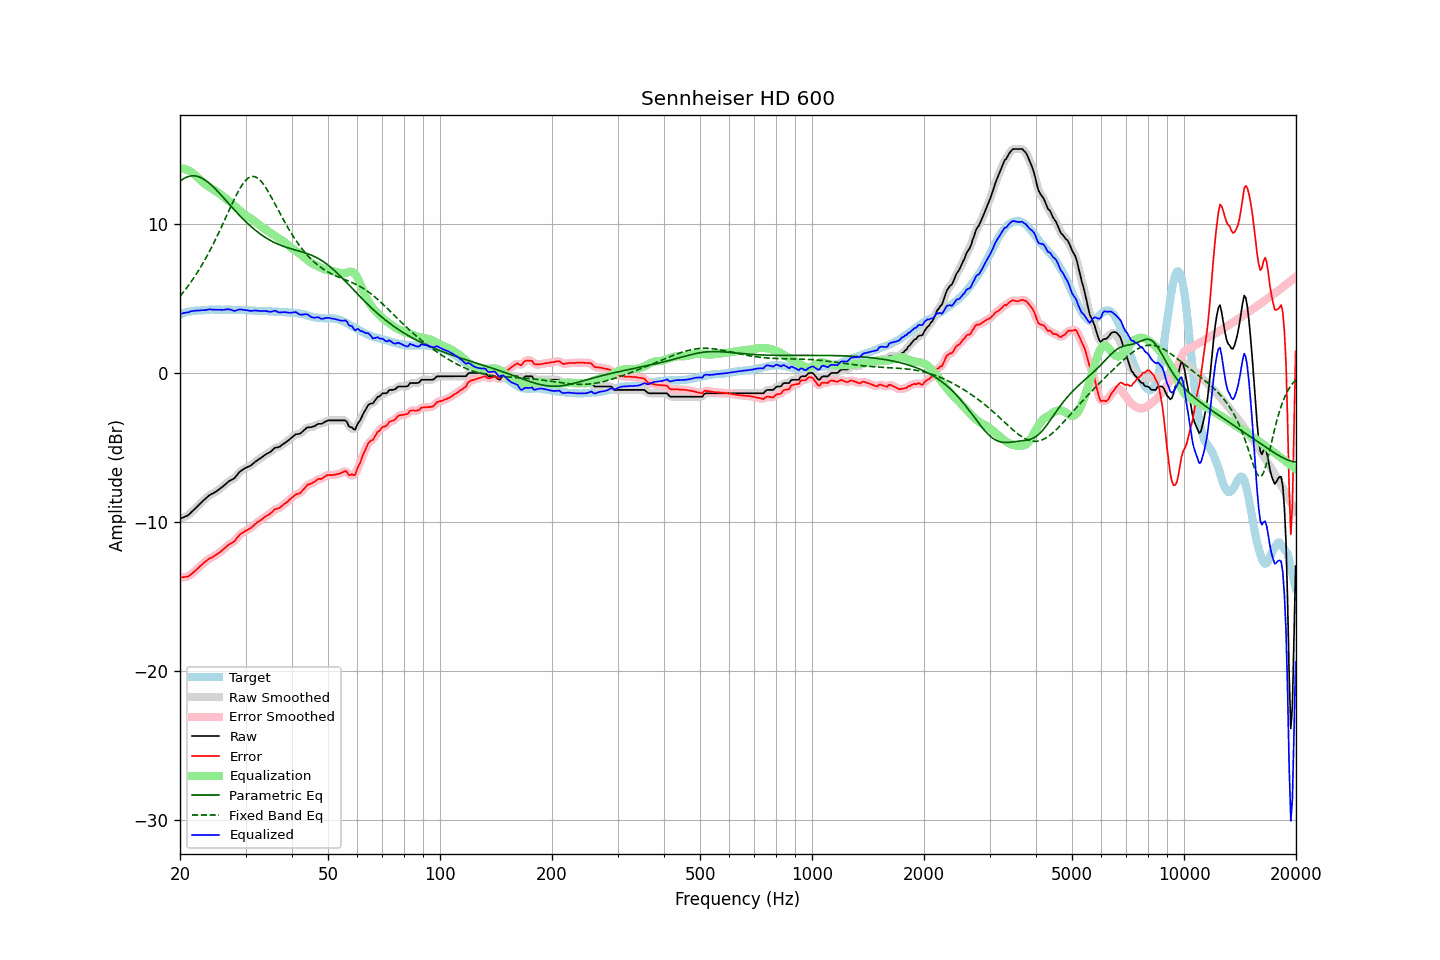 Sennheiser HD 600
Amplitude (dBr)
10
0
−10
−20
−30
Target
Raw Smoothed
Error Smoothed
Raw
Error
Equalization
Parametric Eq
Fixed Band Eq
Equalized
20 50 100 200 500 1000 2000 5000 10000 20000
Frequency (Hz)